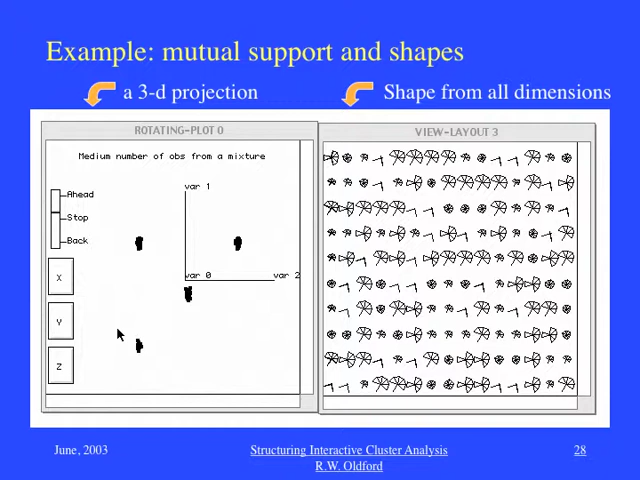 Example: mutual support and shapes
a 3-d projection
Shape from all dimensions
ROTATING-PLOT 0
VIEW-LAYOUT 3
Medium number of obs from a mixture
var 1
Ahead
Stop
Back
var 0
var 2
X
Y
Z
June, 2003
Structuring Interactive Cluster Analysis
R.W. Oldford
28